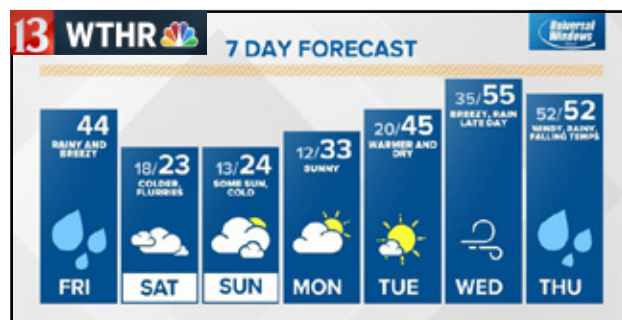 13 WTHR
7 DAY FORECAST
Universal
Windows
44
RAINY AND
BREEZY
FRI
18/23
COLDER,
FLURRIES
SAT
13/24
SOME SUN,
COLD
SUN
12/33
SUNNY
MON
20/45
WARMER AND
DRY
TUE
35/55
BREEZY, RAIN
LATE DAY
WED
52/52
WINDY, RAINY,
FALLING TEMPS
THU